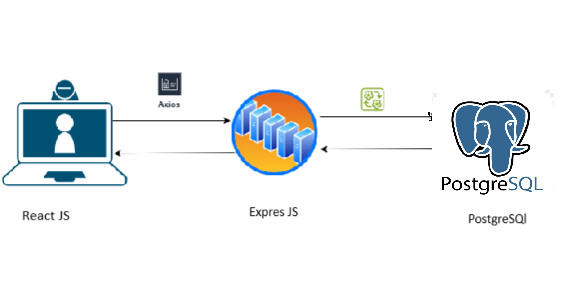 Axios
React JS
Expres JS
PostgreSQL
PostgreSQl